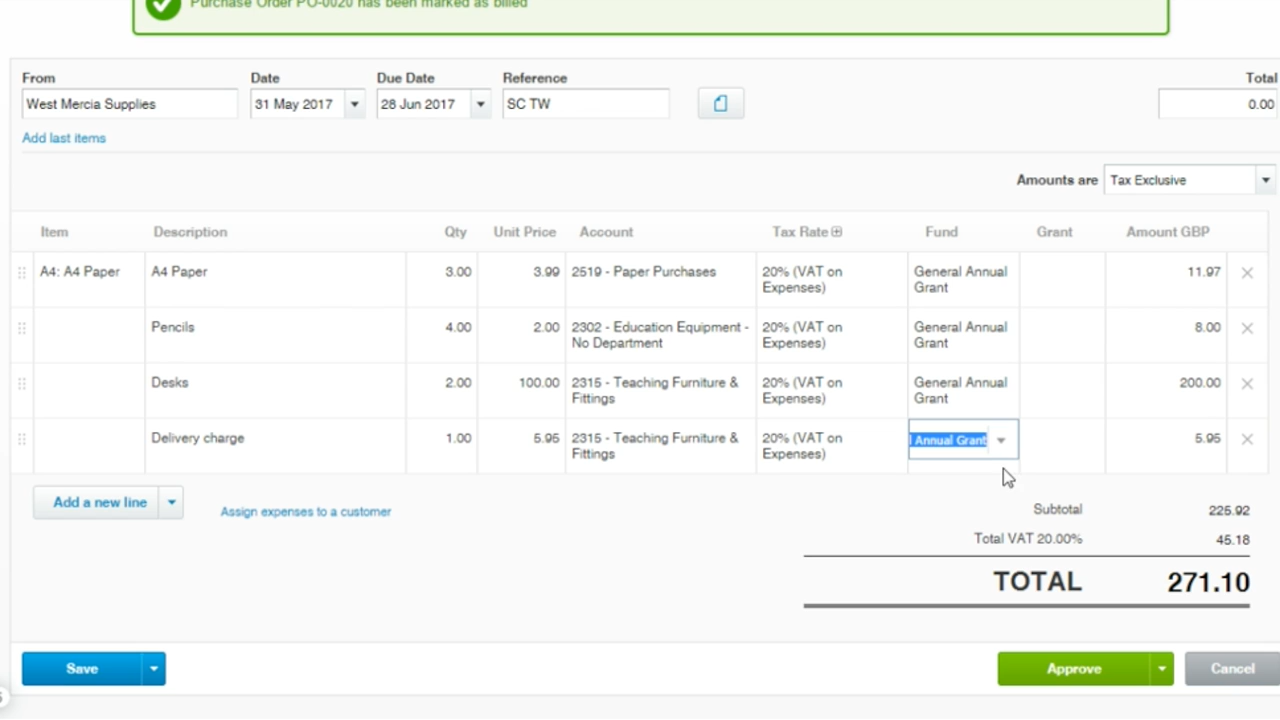 Purchase Order PO-0020 has been marked as billed
From Date Due Date Reference Total
West Mercia Supplies 31 May 2017 28 Jun 2017 SC TW 0.00
Add last items
Amounts are Tax Exclusive
Item Description Qty Unit Price Account Tax Rate Fund Grant Amount GBP
A4: A4 Paper A4 Paper 3.00 3.99 2519 - Paper Purchases 20% (VAT on General Annual 11.97
Expenses) Grant
Pencils 4.00 2.00 2302 - Education Equipment - 20% (VAT on General Annual 8.00
No Department Expenses) Grant
Desks 2.00 100.00 2315 - Teaching Furniture & 20% (VAT on General Annual 200.00
Fittings Expenses) Grant
Delivery charge 1.00 5.95 2315 - Teaching Furniture & 20% (VAT on l Annual Grant 5.95
Fittings Expenses)
Add a new line Assign expenses to a customer
Subtotal 225.92
Total VAT 20.00% 45.18
TOTAL 271.10
Save Approve Cancel